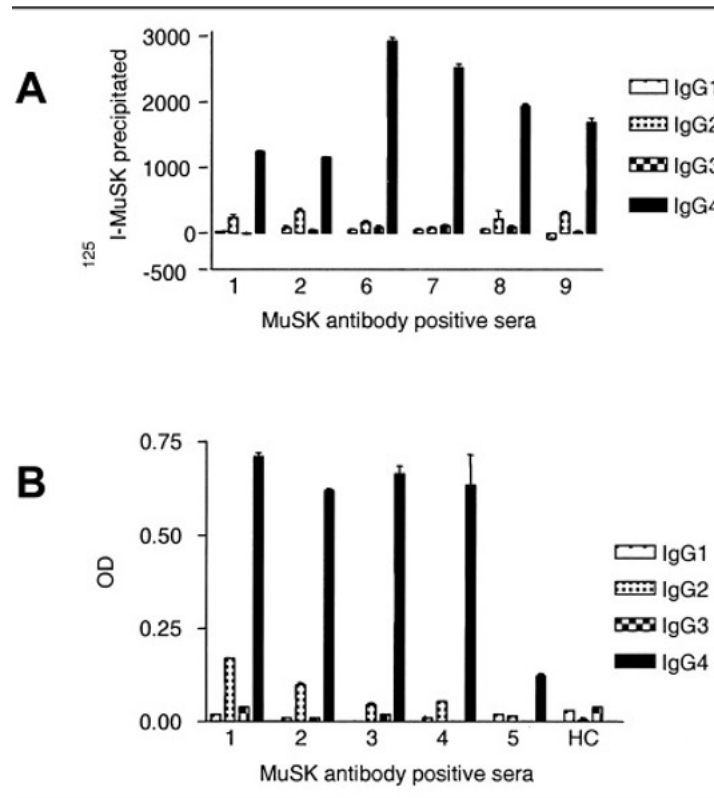 A
¹²⁵I-MuSK precipitated
3000
2000
1000
0
-500
1 2 6 7 8 9
MuSK antibody positive sera
IgG1
IgG2
IgG3
IgG4
B
OD
0.75
0.50
0.25
0.00
1 2 3 4 5 HC
MuSK antibody positive sera
IgG1
IgG2
IgG3
IgG4